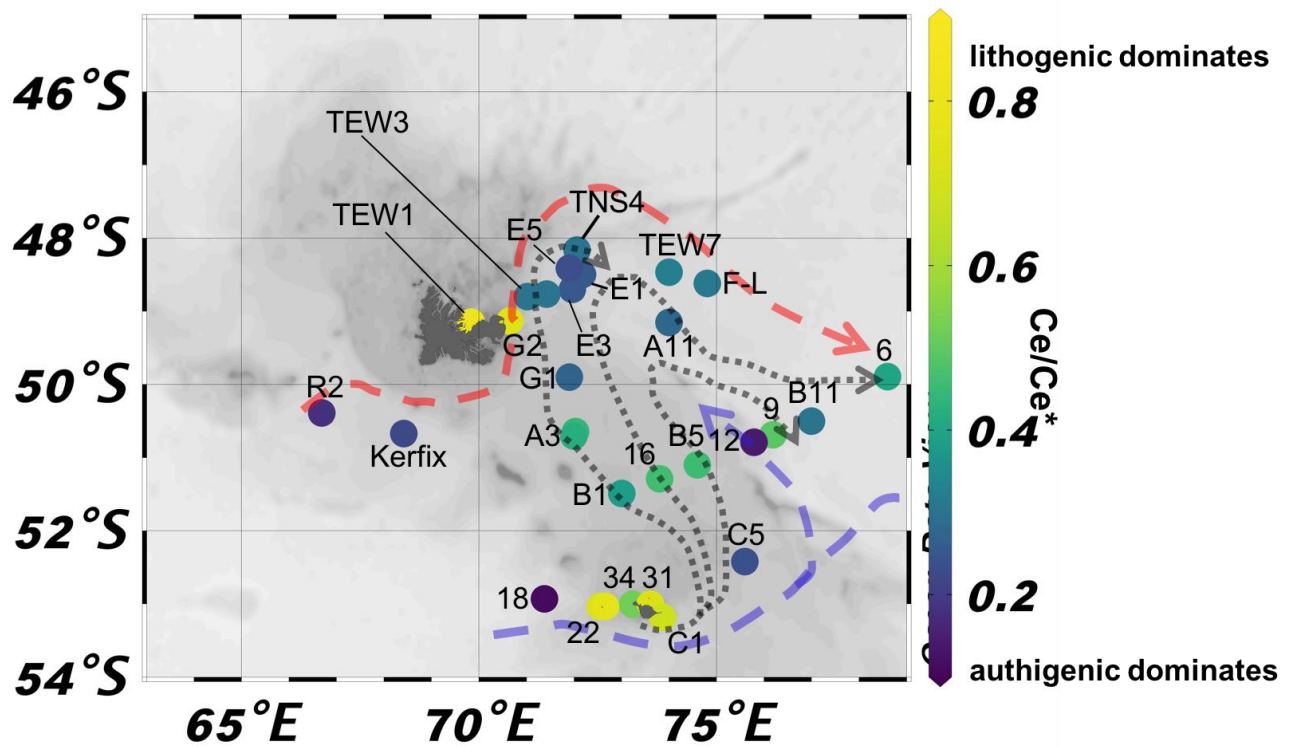 lithogenic dominates
46°S
0.8
TEW3
TNS4
TEW1
E5
48°S
TEW7
0.6
F-L
E1
Ce/Ce*
G2
E3
A11
6
50°S
R2
G1
B11
9
A3
B5
12
0.4
Kerfix
16
B1
52°S
C5
34
31
18
0.2
22
C1
54°S
authigenic dominates
65°E
70°E
75°E